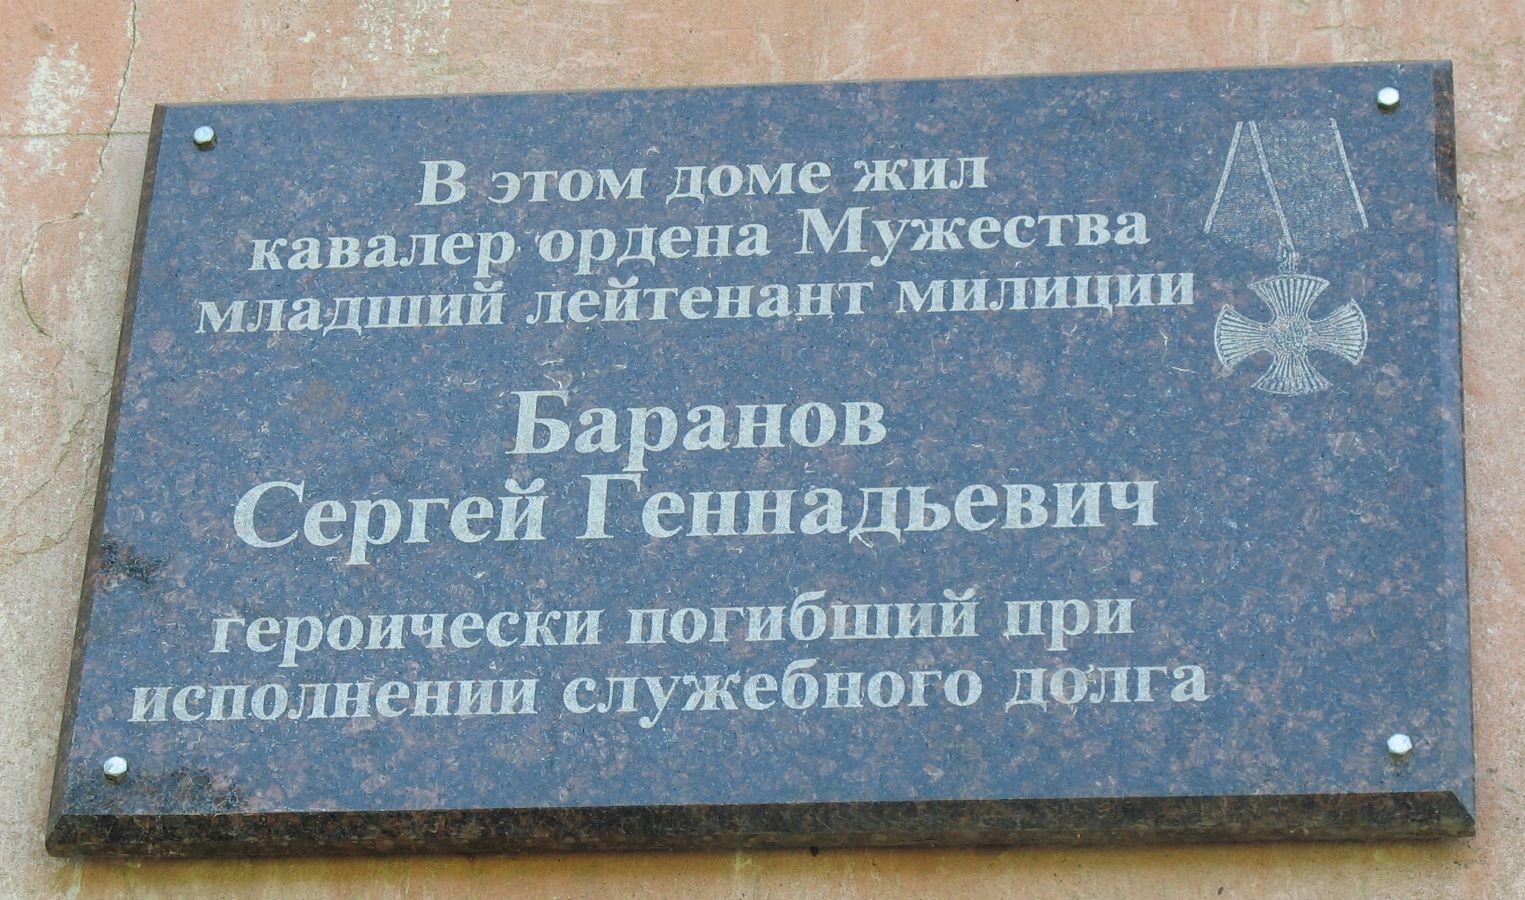 В этом доме жил
кавалер ордена Мужества
младший лейтенант милиции
Баранов
Сергей Геннадьевич
героически погибший при
исполнении служебного долга